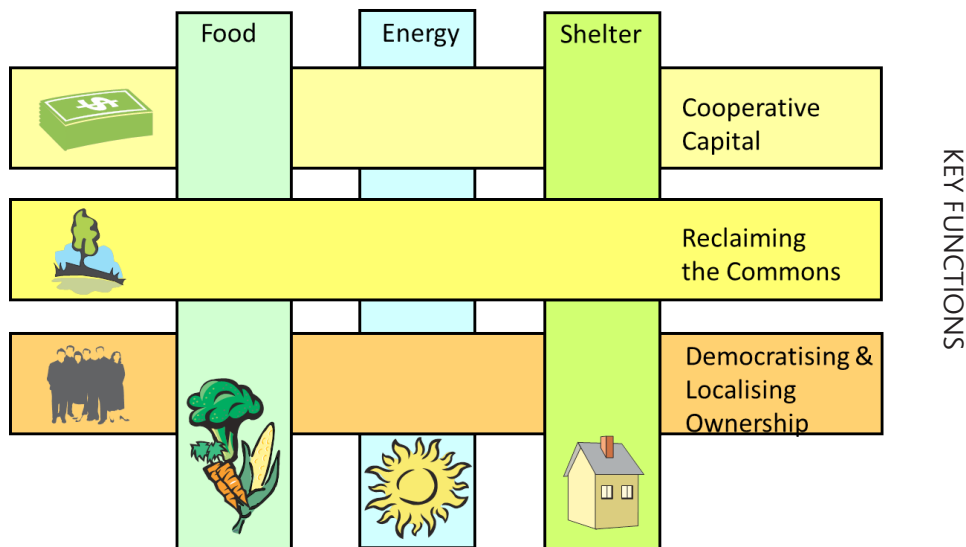 Food
Energy
Shelter
Cooperative
Capital
Reclaiming
the Commons
Democratising &
Localising
Ownership
KEY FUNCTIONS
$